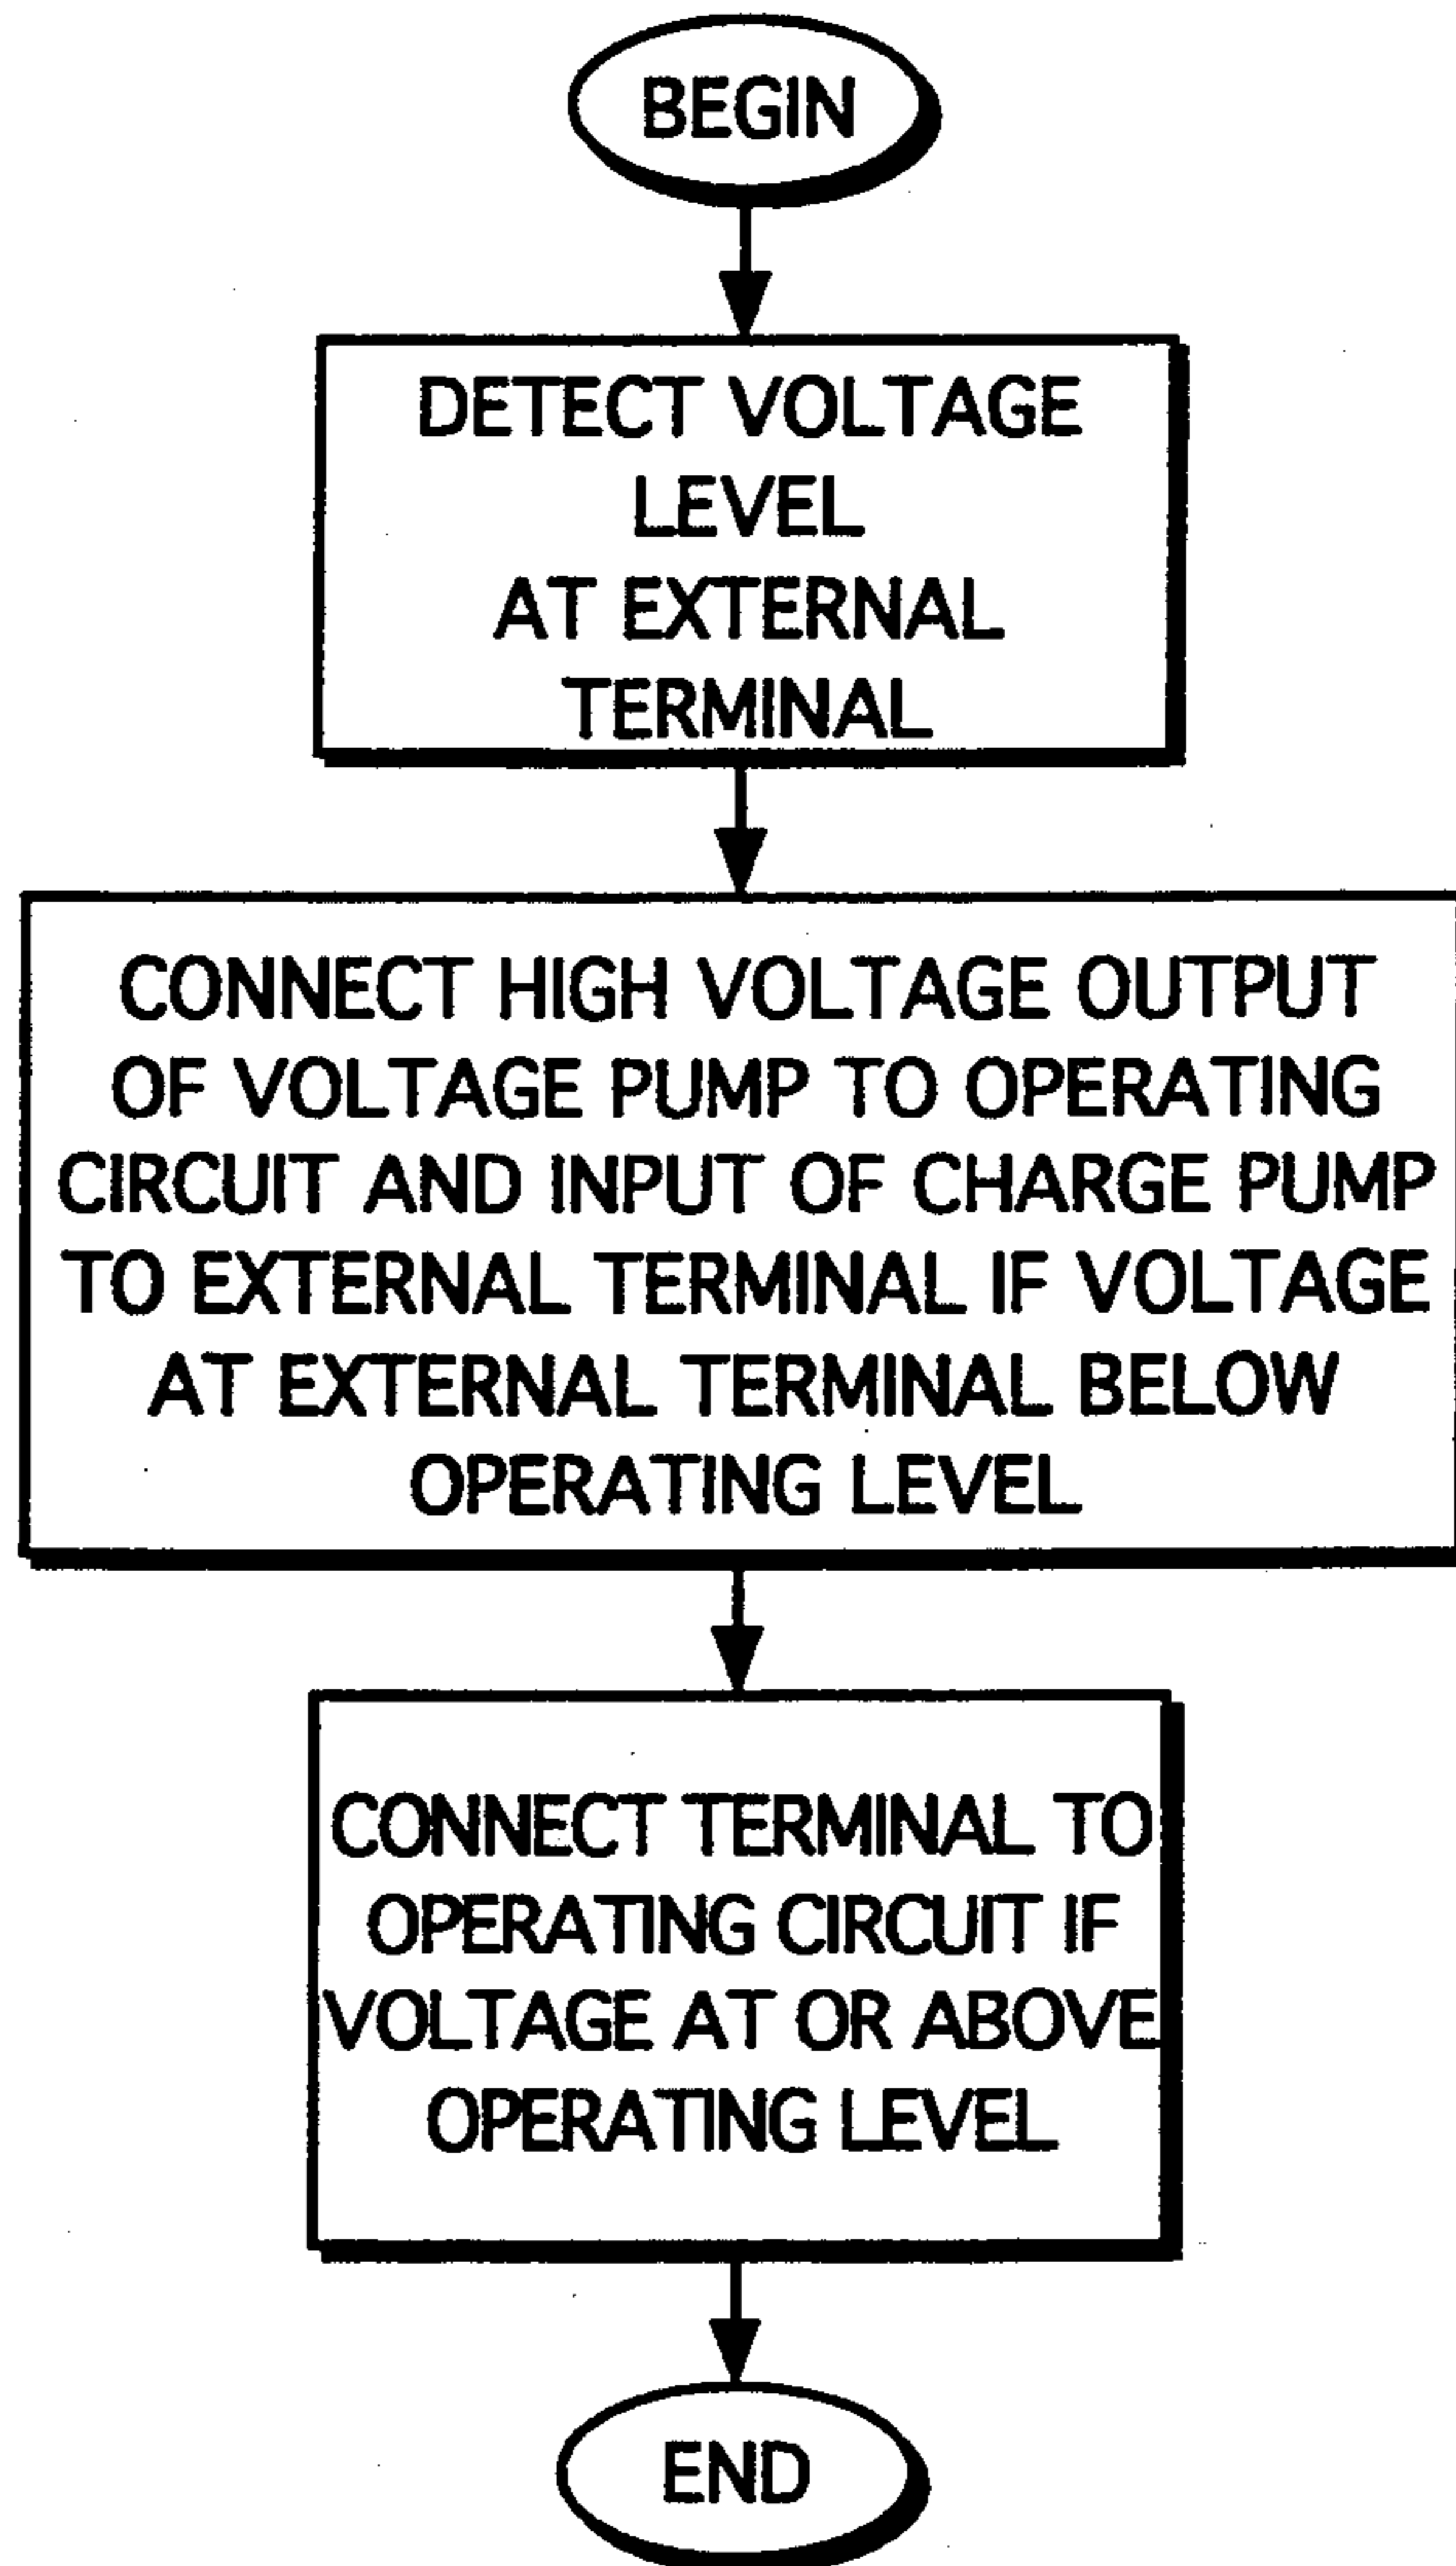 BEGIN
DETECT VOLTAGE
LEVEL
AT EXTERNAL
TERMINAL
CONNECT HIGH VOLTAGE OUTPUT
OF VOLTAGE PUMP TO OPERATING
CIRCUIT AND INPUT OF CHARGE PUMP
TO EXTERNAL TERMINAL IF VOLTAGE
AT EXTERNAL TERMINAL BELOW
OPERATING LEVEL
CONNECT TERMINAL TO
OPERATING CIRCUIT IF
VOLTAGE AT OR ABOVE
OPERATING LEVEL
END